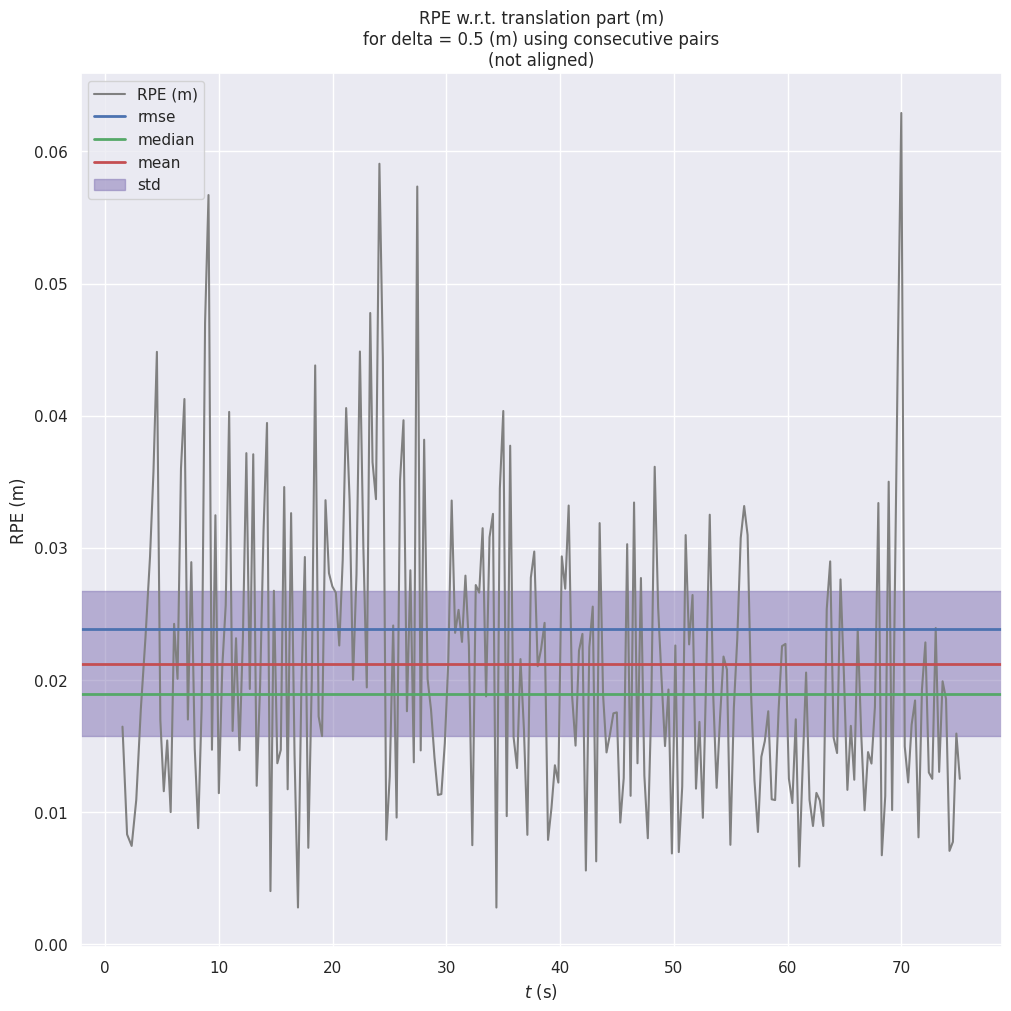 RPE w.r.t. translation part (m)
for delta = 0.5 (m) using consecutive pairs
(not aligned)
RPE (m)
rmse
median
mean
std
RPE (m)
0.06
0.05
0.04
0.03
0.02
0.01
0.00
0 10 20 30 40 50 60 70
t (s)